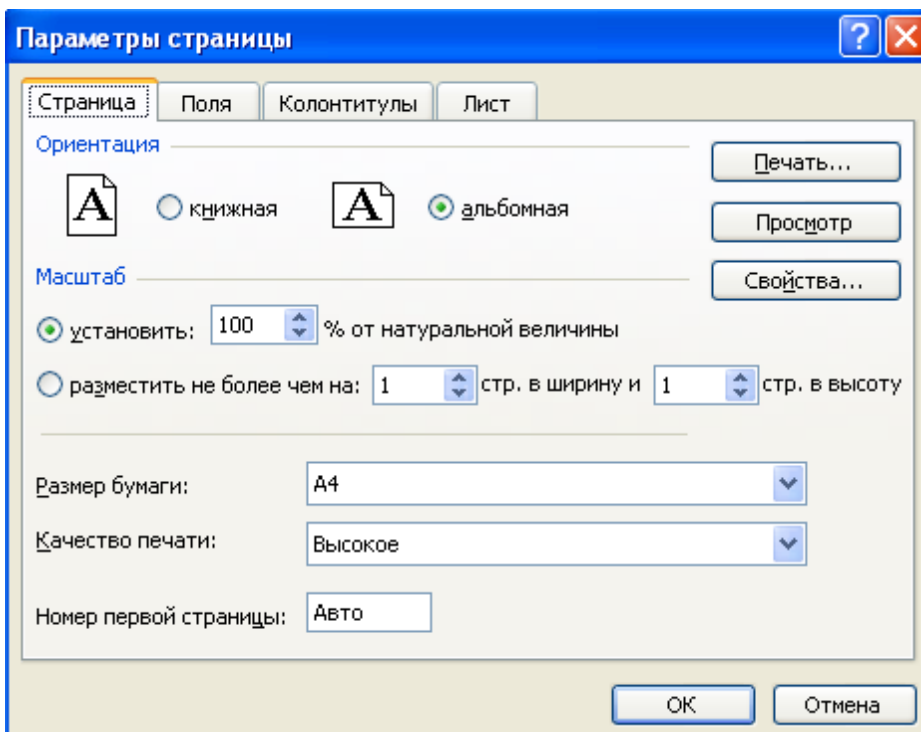 Параметры страницы
Страница Поля Колонтитулы Лист
Ориентация
A книжная A альбомная
Печать...
Просмотр
Масштаб
Свойства...
установить: 100 % от натуральной величины
разместить не более чем на: 1 стр. в ширину и 1 стр. в высоту
Размер бумаги: A4
Качество печати: Высокое
Номер первой страницы: Авто
ОК Отмена